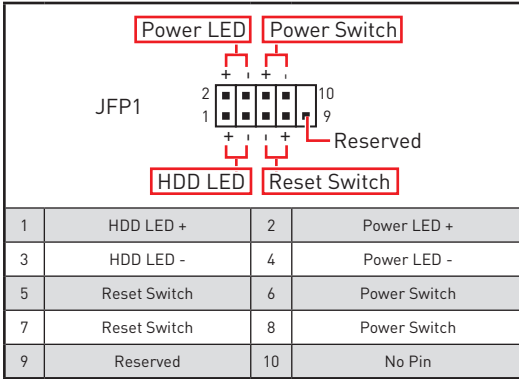 Power LED Power Switch
+ - + -
JFP1
2 10
1 9
+ - - +
Reserved
HDD LED Reset Switch
1 HDD LED + 2 Power LED +
3 HDD LED - 4 Power LED -
5 Reset Switch 6 Power Switch
7 Reset Switch 8 Power Switch
9 Reserved 10 No Pin